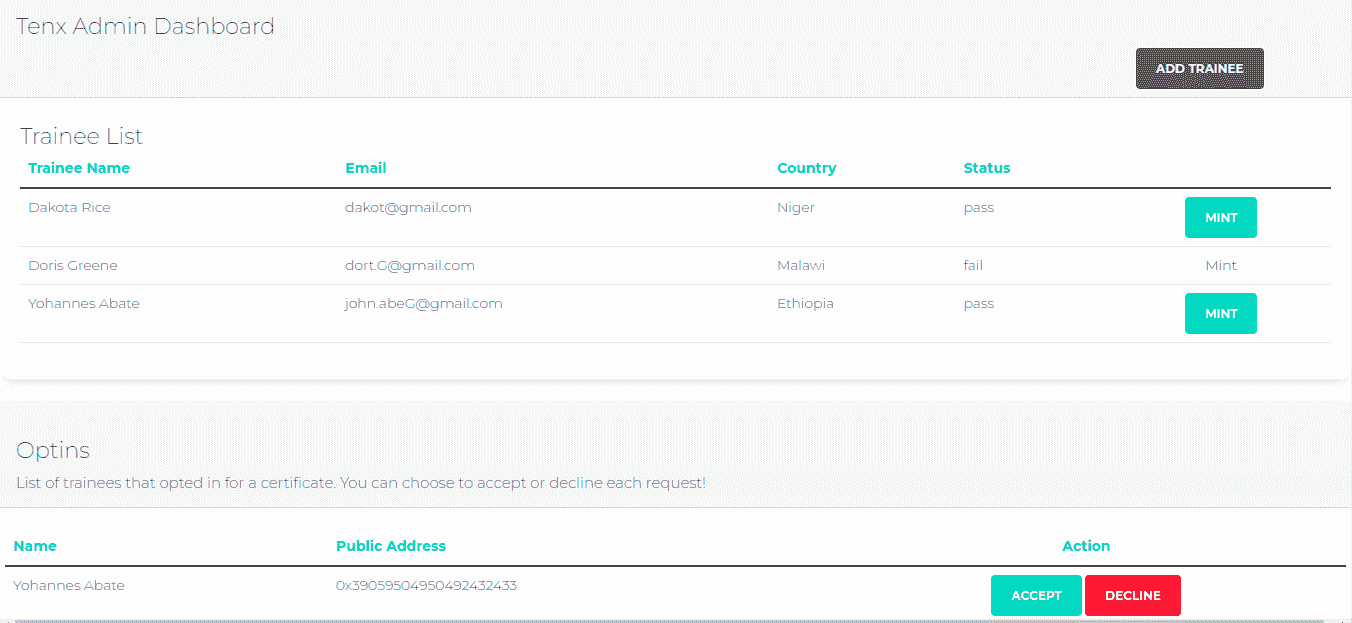 Tenx Admin Dashboard
ADD TRAINEE
Trainee List
Trainee Name Email Country Status
Dakota Rice dakot@gmail.com Niger pass MINT
Doris Greene dort.G@gmail.com Malawi fail Mint
Yohannes Abate john.abeG@gmail.com Ethiopia pass MINT
Optins
List of trainees that opted in for a certificate. You can choose to accept or decline each request!
Name Public Address Action
Yohannes Abate 0x39059504950492432433 ACCEPT DECLINE